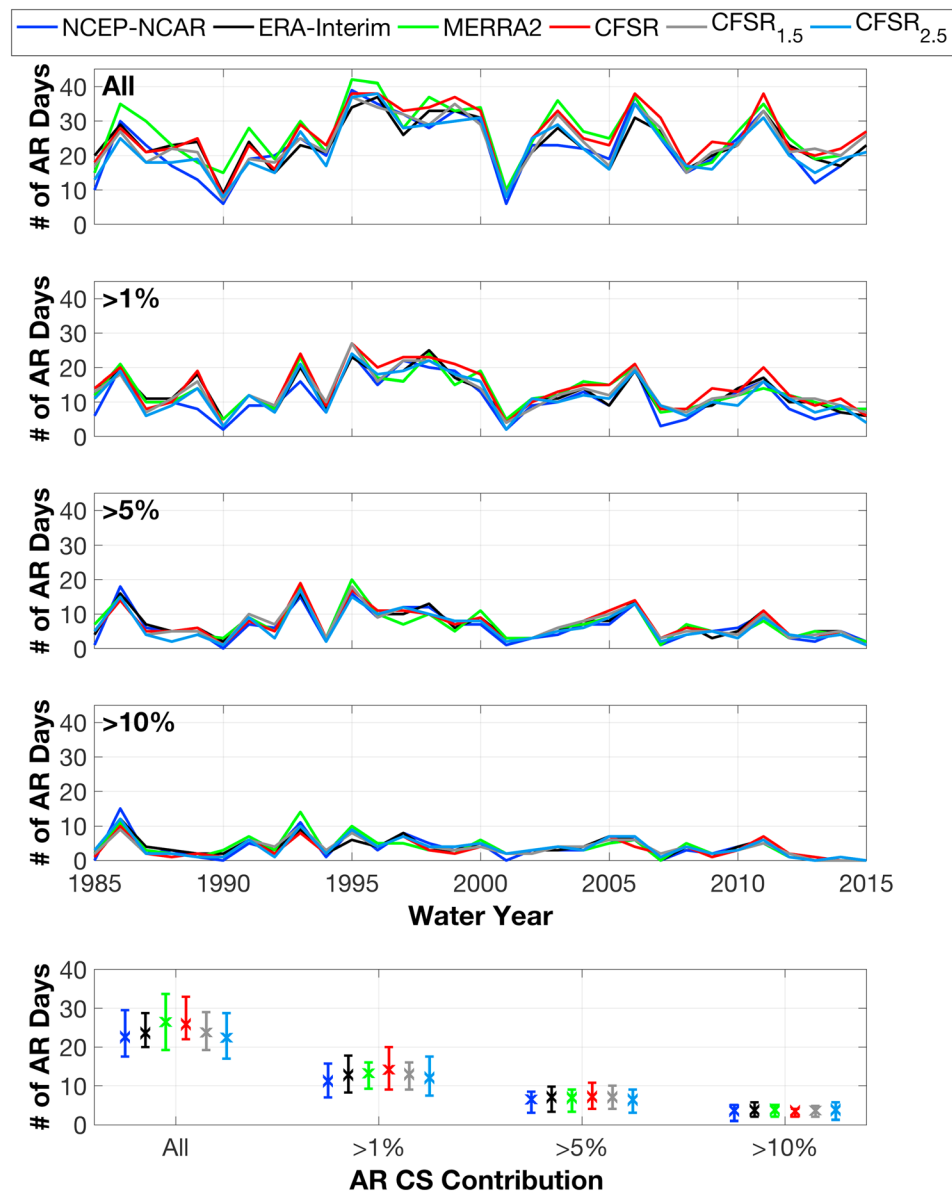 NCEP-NCAR ERA-Interim MERRA2 CFSR CFSR1.5 CFSR2.5
All
# of AR Days
40
30
20
10
0
>1%
# of AR Days
40
30
20
10
0
>5%
# of AR Days
40
30
20
10
0
>10%
# of AR Days
40
30
20
10
0
1985 1990 1995 2000 2005 2010 2015
Water Year
# of AR Days
40
30
20
10
0
All >1% >5% >10%
AR CS Contribution